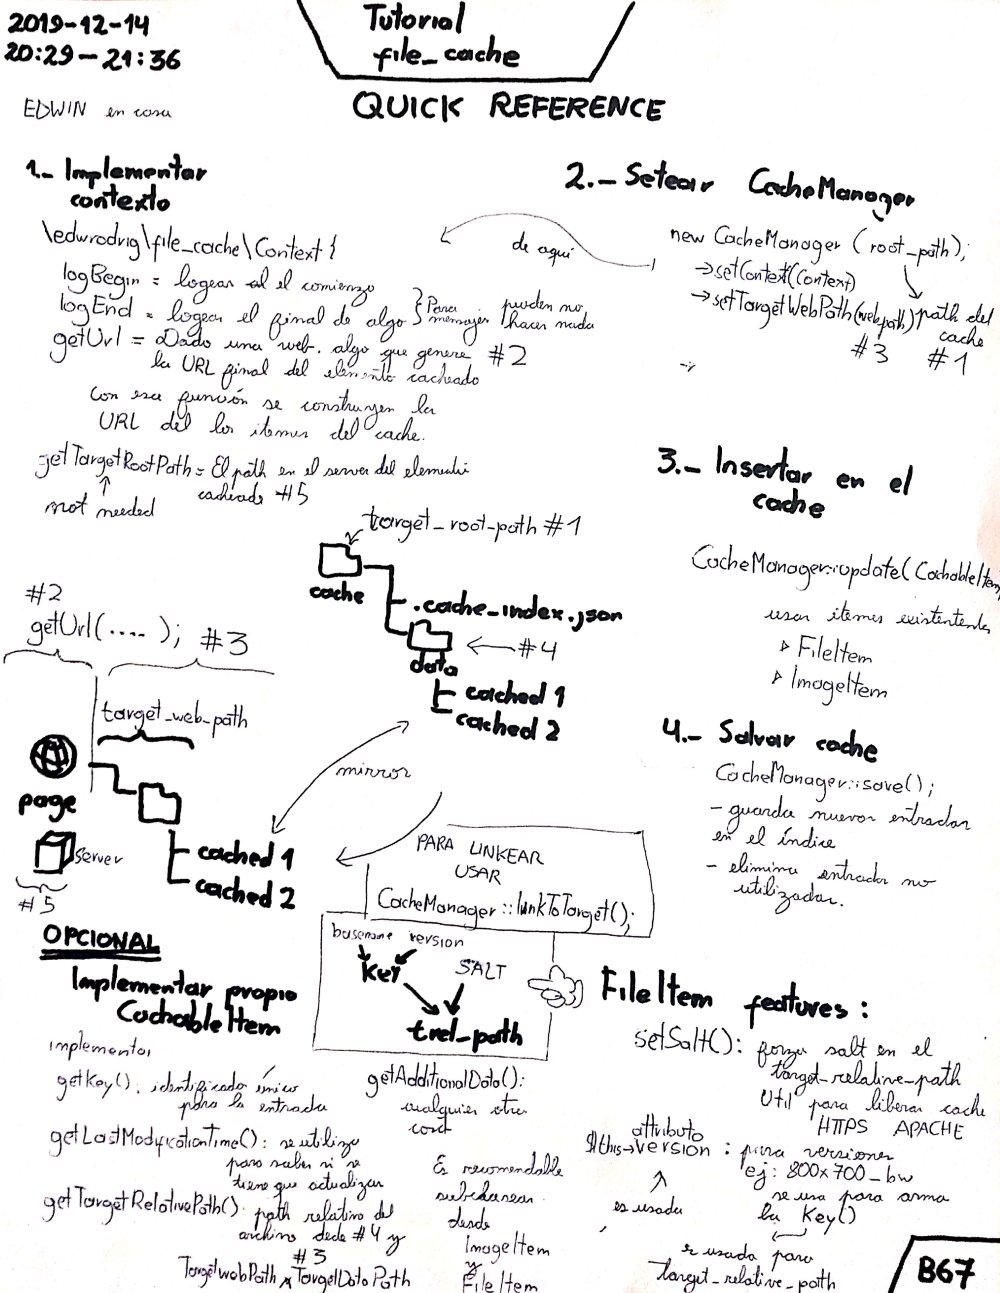 2019-12-14
20:29-21:36
Tutorial
file_cache
EDWIN en casa
QUICK REFERENCE
1.- Implementar
contexto
\edwrodrig\file_cache\Context {
logBegin = logear al el comienzo
logEnd = logear el final de algo
} Para mensajes
pueden no
hacer nada
getUrl = Dado una web. algo que genere #2
la URL final del elemento cacheado
con esa función se construyen la
URL del los itemes del cache.
getTargetRootPath = El path en el server del elemento
cacheado #5
not needed
2.- Setear CacheManager
de aquí
new CacheManager (root_path);
->setContext(Context)
->setTargetWebPath(webpath)
path del
cache
#3 #1
3.- Insertar en el
cache
CacheManager::update(CachableItem
usar itemes existentendes
FileItem
ImageItem
target_root-path #1
cache
.cache_index.json
data
#4
cached 1
cached 2
#2
getUrl(....); #3
target_web_path
page
server
#5
cached 1
cached 2
mirror
PARA LINKEAR
USAR
CacheManager::linkToTarget();
4.- Salvar cache
CacheManager::save();
- guarda nuevas entradas
en el índice
- elimina entradas no
utilizadas.
basename version
Key SALT
trel_path
OPCIONAL
Implementar propio
CachableItem
implementar
getKey(): identificador único
para la entrada
getLastModificationTime(): se utiliza
para saber si se
tiene que actualizar
getTargetRelativePath(): path relativo del
archivo dede #4 y
#3
TargetWebPath x TargetDataPath
getAdditionalData():
cualquier otra
cosa
Es recomendable
subclasear
desde
ImageItem
y
FileItem
FileItem features:
setSalt(): forza salt en el
target_relative_path
Util para liberar cache
HTTPS APACHE
attributo
$this->version: para versiones
ej: 800x700_bw
se usa para arma
la Key()
es usada
es usada para
target_relative_path
B67